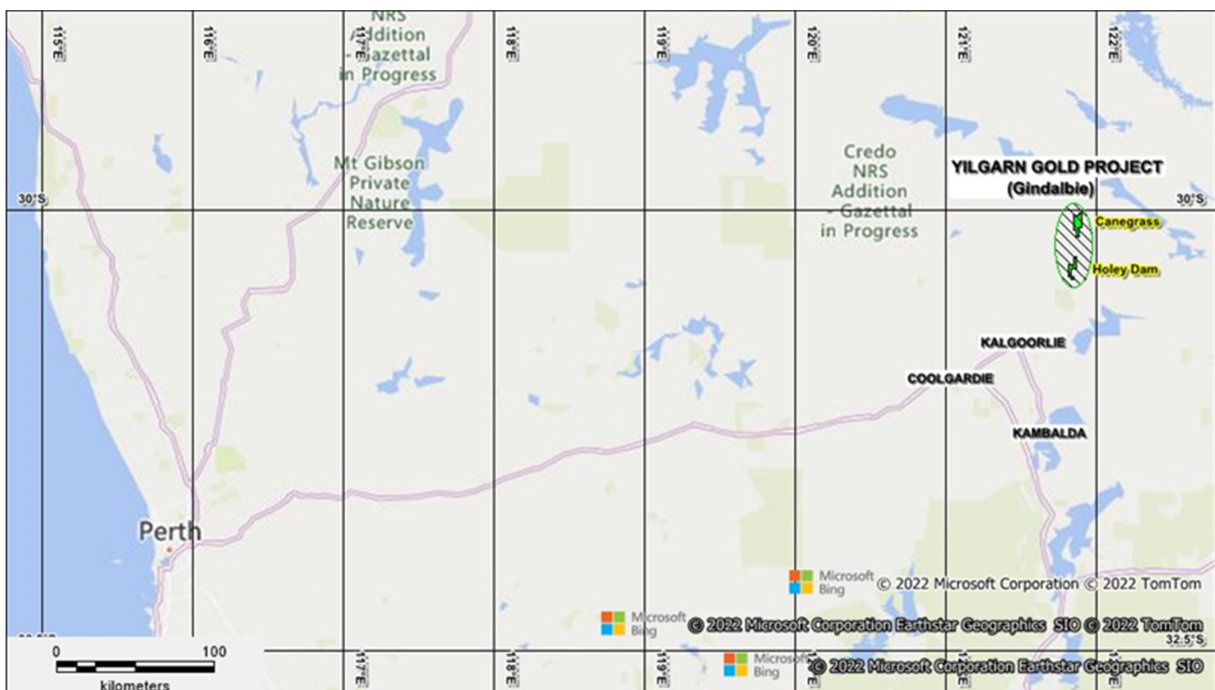 115°E
116°E
117°E
118°E
119°E
120°E
121°E
122°E
NRS
Addition
- Gazettal
in Progress
Mt Gibson
Private
Nature
Reserve
Credo
NRS
Addition
- Gazettal
in Progress
YILGARN GOLD PROJECT
(Gindalbie)
30°S
30°S
Canegrass
Holey Dam
KALGOORLIE
COOLGARDIE
KAMBALDA
Perth
Microsoft
Bing
© 2022 Microsoft Corporation © 2022 TomTom
Microsoft
Bing
© 2022 Microsoft Corporation Earthstar Geographics SIO © 2022 TomTom
32.5°S
Microsoft
Bing
© 2022 Microsoft Corporation Earthstar Geographics SIO
0 100
kilometers
117°E
118°E
119°E